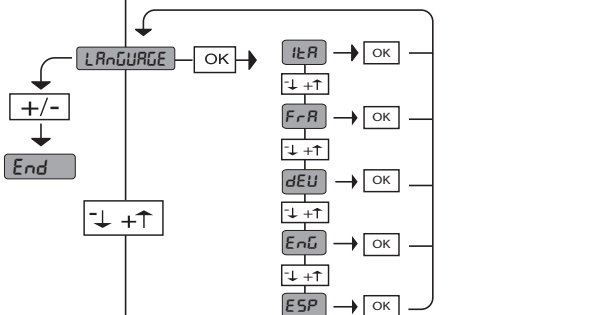 LAnGUAGE
OK
+/-
End
-↓ +↑
ItA
OK
-↓ +↑
FrA
OK
-↓ +↑
dEU
OK
-↓ +↑
EnG
OK
-↓ +↑
ESP
OK